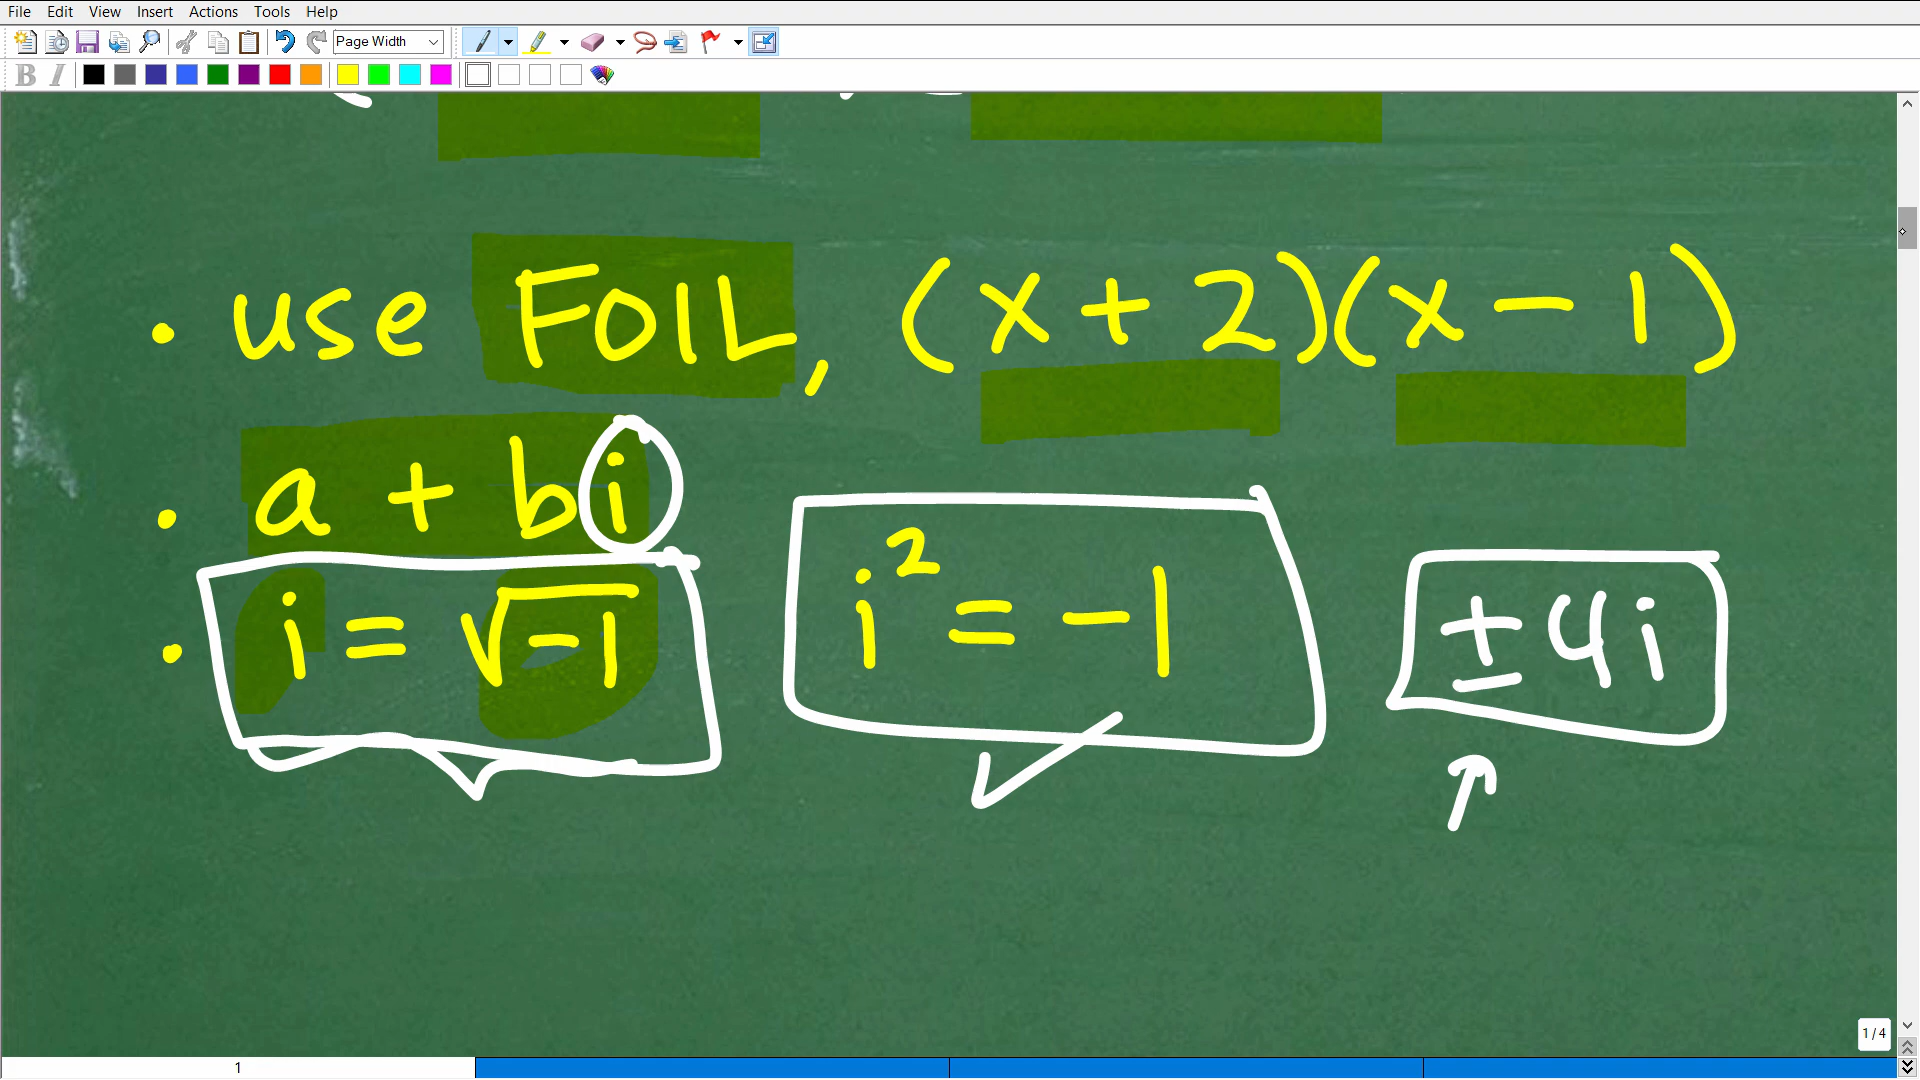 File Edit View Insert Actions Tools Help
Page Width
B I
• use FOIL, (x + 2)(x - 1)
• a + bi
• i = √-1 i² = -1 ± 4i
1 / 4
1